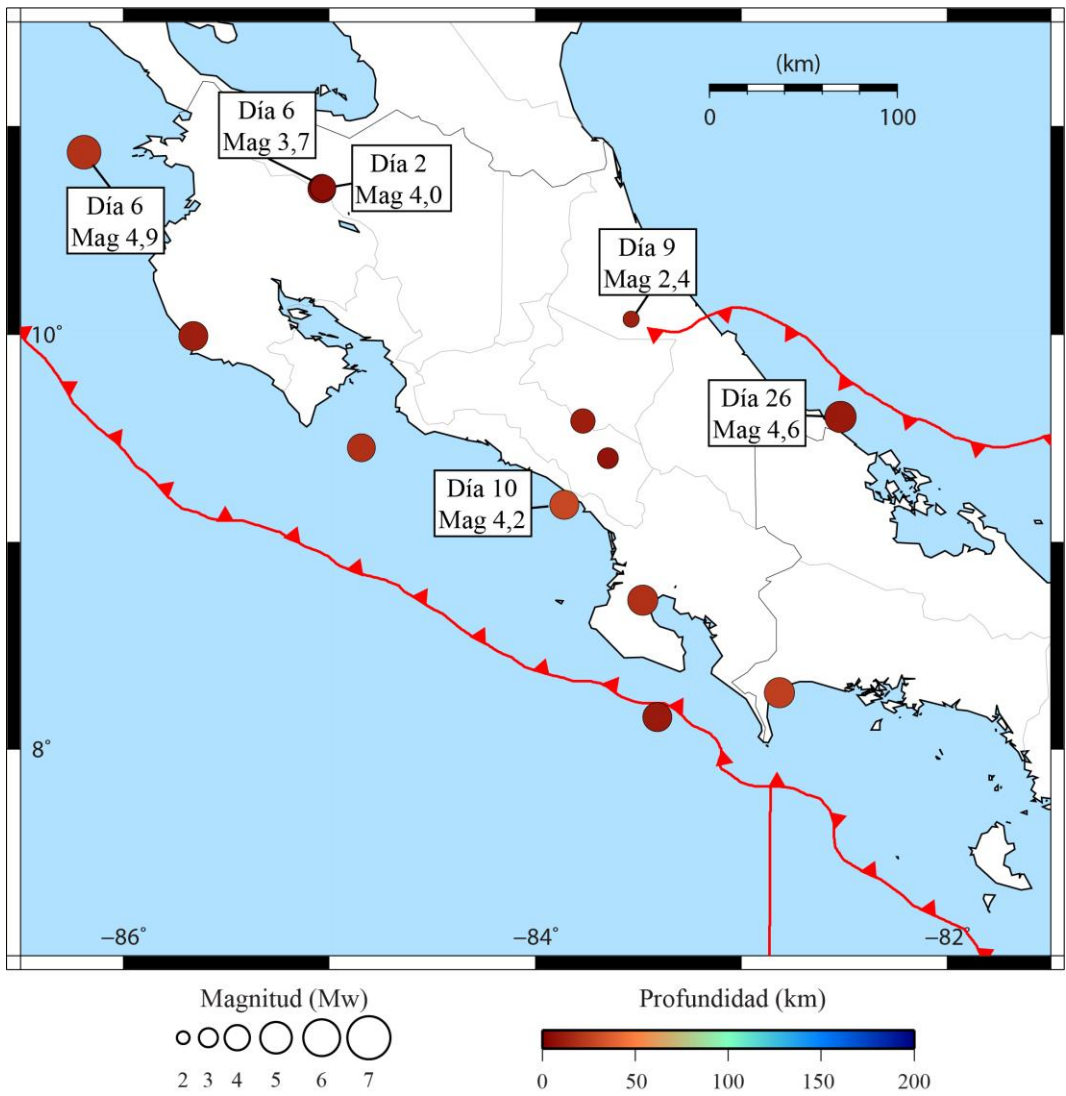 (km)
0 100
Día 6
Mag 3,7
Día 2
Mag 4,0
Día 6
Mag 4,9
Día 9
Mag 2,4
10°
Día 26
Mag 4,6
Día 10
Mag 4,2
8°
−86° −84° −82°
Magnitud (Mw)
2 3 4 5 6 7
Profundidad (km)
0 50 100 150 200